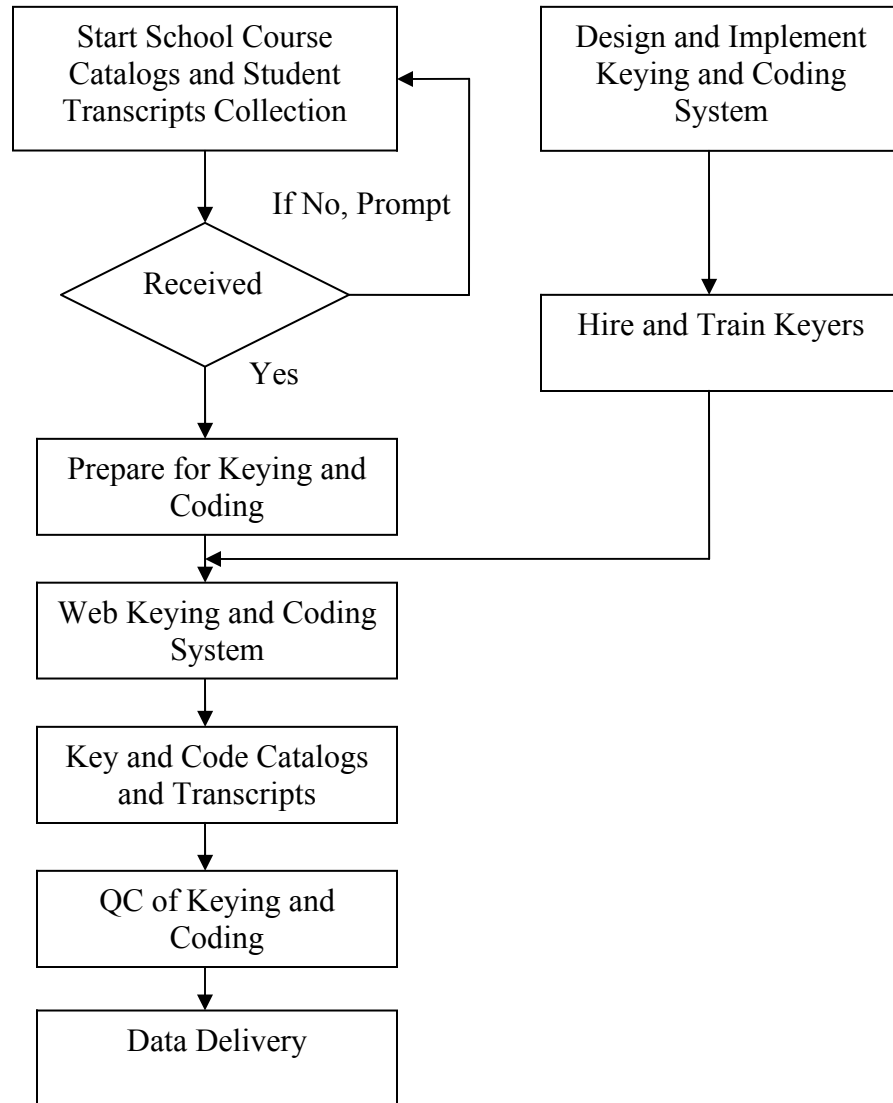 Start School Course
Catalogs and Student
Transcripts Collection
Design and Implement
Keying and Coding
System
If No, Prompt
Received
Hire and Train Keyers
Yes
Prepare for Keying and
Coding
Web Keying and Coding
System
Key and Code Catalogs
and Transcripts
QC of Keying and
Coding
Data Delivery